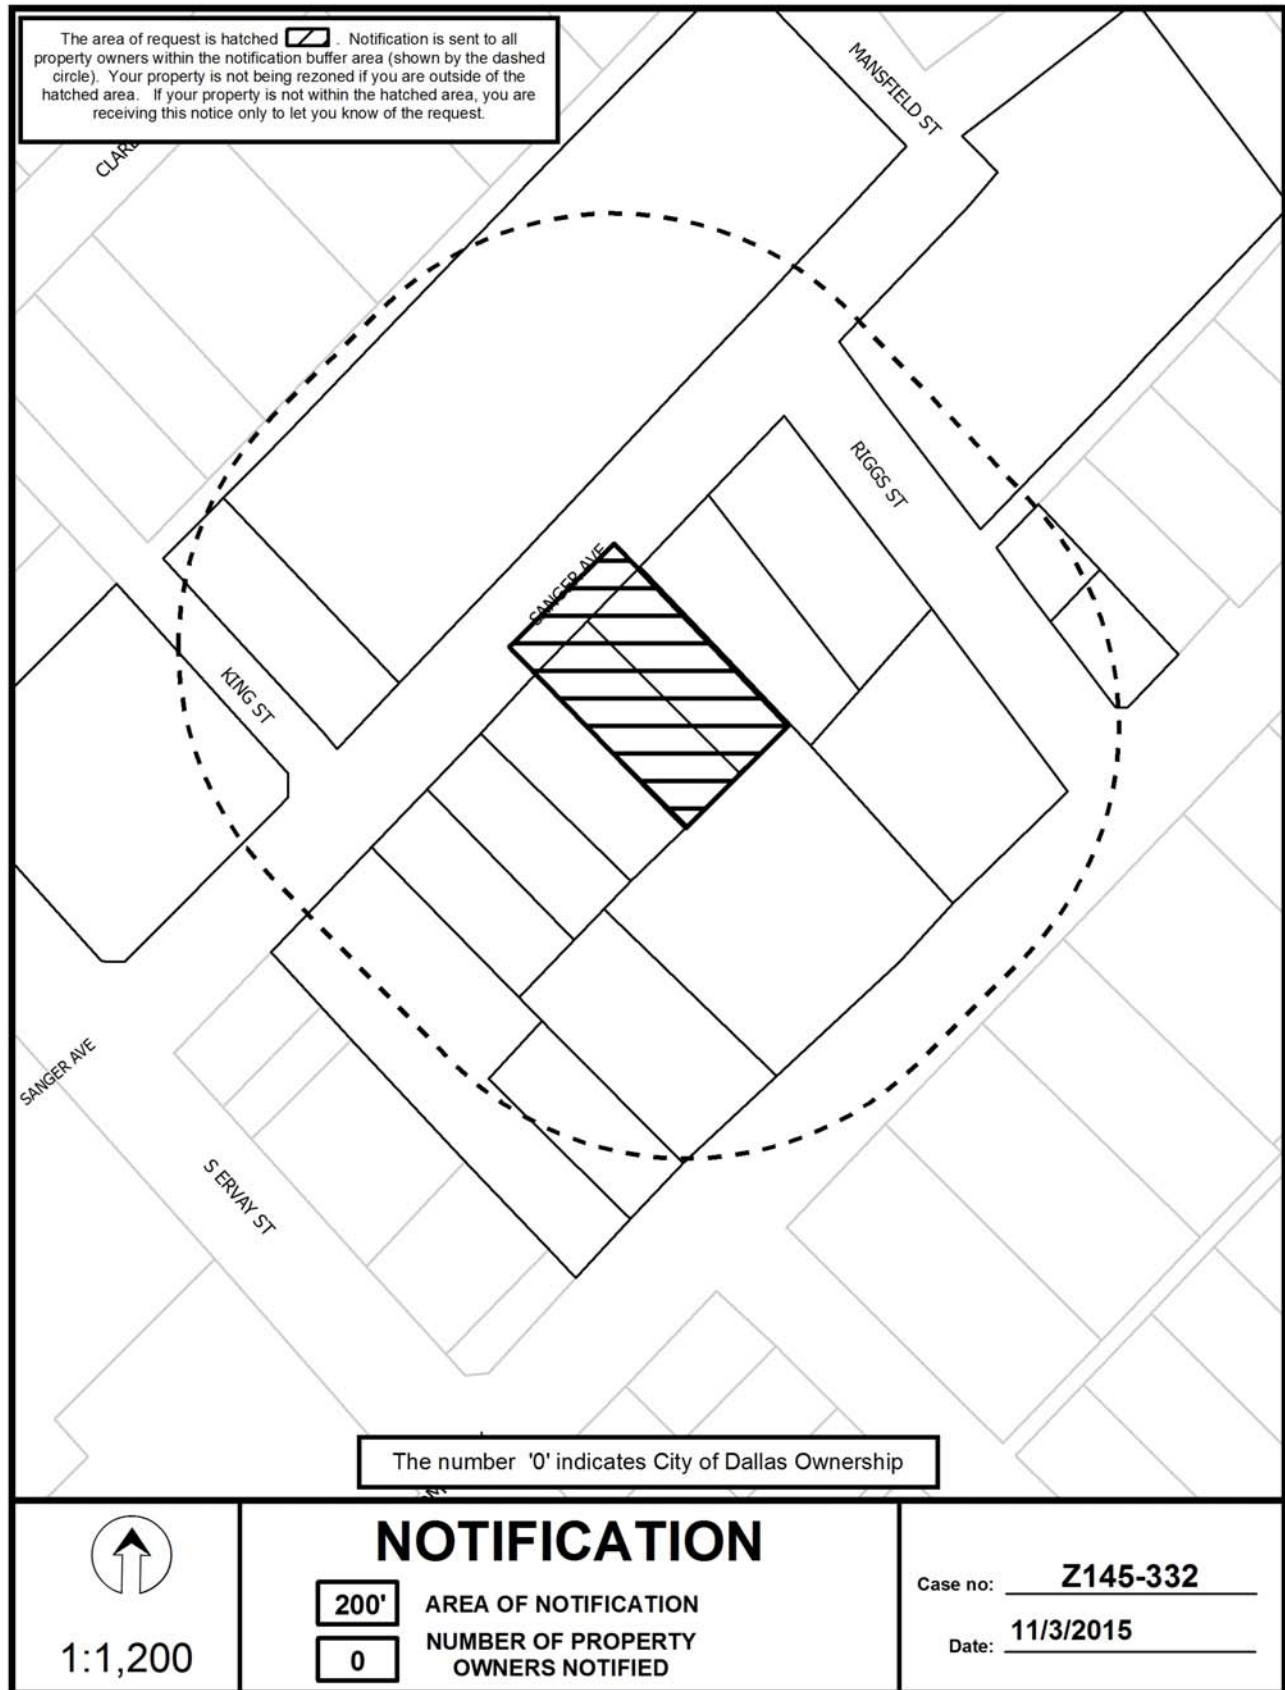 The area of request is hatched . Notification is sent to all
property owners within the notification buffer area (shown by the dashed
circle). Your property is not being rezoned if you are outside of the
hatched area. If your property is not within the hatched area, you are
receiving this notice only to let you know of the request.
MANSFIELD ST
RIGGS ST
SANGER AVE
KING ST
SANGER AVE
S ERVAY ST
The number '0' indicates City of Dallas Ownership
1:1,200
NOTIFICATION
200' AREA OF NOTIFICATION
0 NUMBER OF PROPERTY
OWNERS NOTIFIED
Case no: Z145-332
Date: 11/3/2015